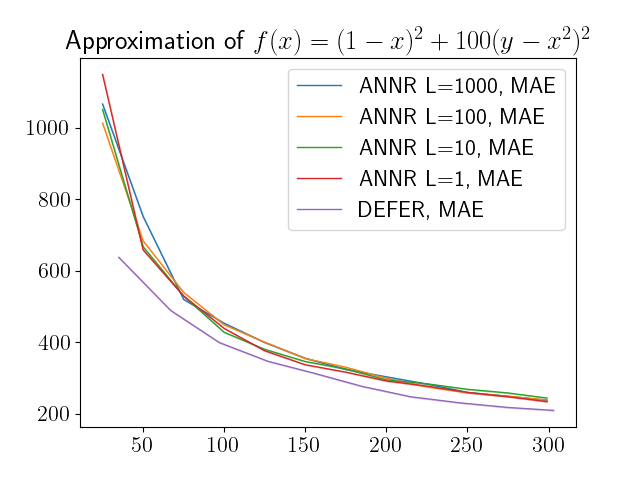 Approximation of f(x) = (1 − x)² + 100(y − x²)²
ANNR L=1000, MAE
ANNR L=100, MAE
ANNR L=10, MAE
ANNR L=1, MAE
DEFER, MAE
1000
800
600
400
200
50 100 150 200 250 300